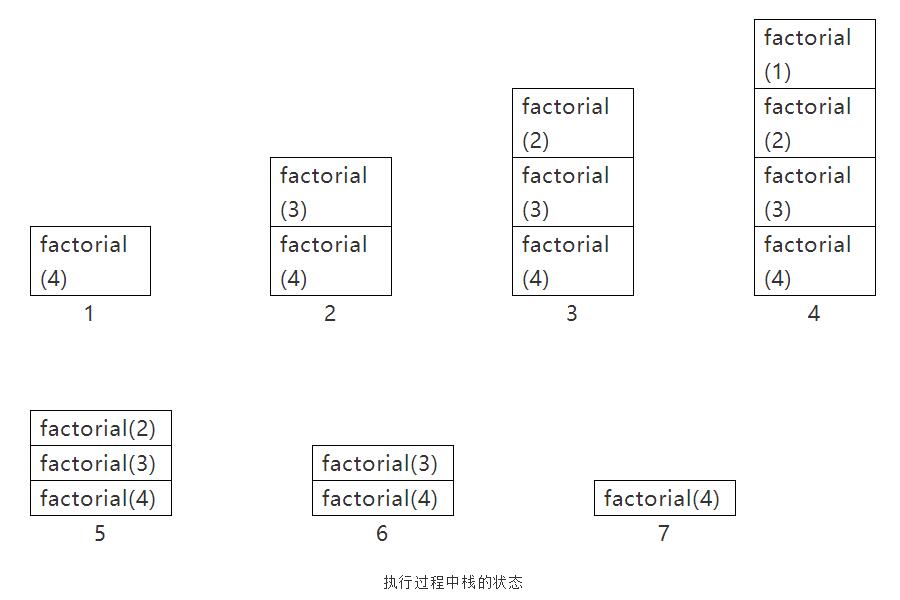 factorial
(4)
1
factorial
(3)
factorial
(4)
2
factorial
(2)
factorial
(3)
factorial
(4)
3
factorial
(1)
factorial
(2)
factorial
(3)
factorial
(4)
4
factorial(2)
factorial(3)
factorial(4)
5
factorial(3)
factorial(4)
6
factorial(4)
7
执行过程中栈的状态